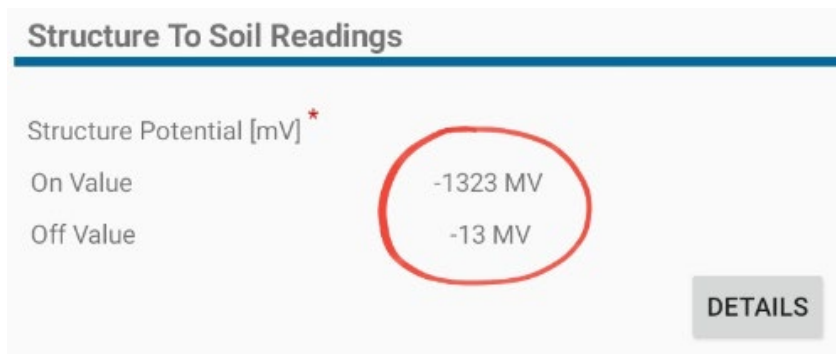 Structure To Soil Readings
Structure Potential [mV] *
On Value -1323 MV
Off Value -13 MV
DETAILS